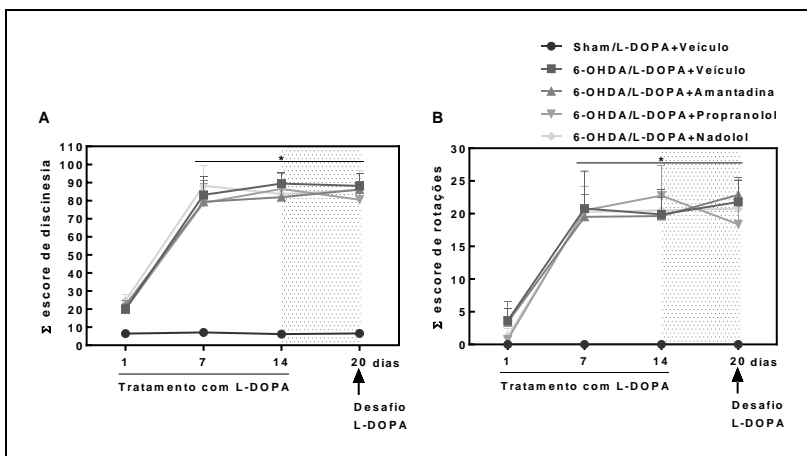 Sham/L-DOPA+Veículo
6-OHDA/L-DOPA+Veículo
6-OHDA/L-DOPA+Amantadina
6-OHDA/L-DOPA+Propranolol
6-OHDA/L-DOPA+Nadolol
A
Σ escore de discinesia
110
100
90
80
70
60
50
40
30
20
10
0
*
1 7 14 20 dias
Tratamento com L-DOPA
Desafio
L-DOPA
B
Σ escore de rotações
30
25
20
15
10
5
0
*
1 7 14 20 dias
Tratamento com L-DOPA
Desafio
L-DOPA